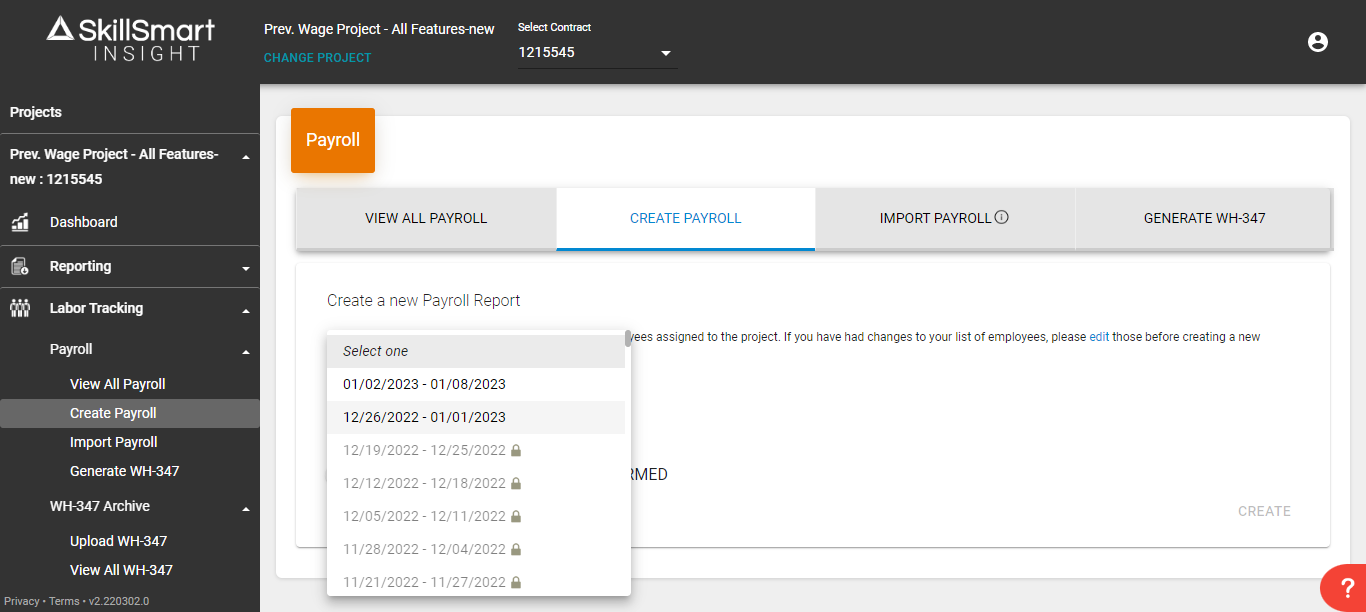 SkillSmart
INSIGHT
Prev. Wage Project - All Features-new
CHANGE PROJECT
Select Contract
1215545
Projects
Prev. Wage Project - All Features-
new : 1215545
Dashboard
Reporting
Labor Tracking
Payroll
View All Payroll
Create Payroll
Import Payroll
Generate WH-347
WH-347 Archive
Upload WH-347
View All WH-347
Privacy • Terms • v2.220302.0
Payroll
VIEW ALL PAYROLL
CREATE PAYROLL
IMPORT PAYROLL
GENERATE WH-347
Create a new Payroll Report
assigned to the project. If you have had changes to your list of employees, please edit those before creating a new
Select one
01/02/2023 - 01/08/2023
12/26/2022 - 01/01/2023
12/19/2022 - 12/25/2022
12/12/2022 - 12/18/2022
12/05/2022 - 12/11/2022
11/28/2022 - 12/04/2022
11/21/2022 - 11/27/2022
CREATE
?